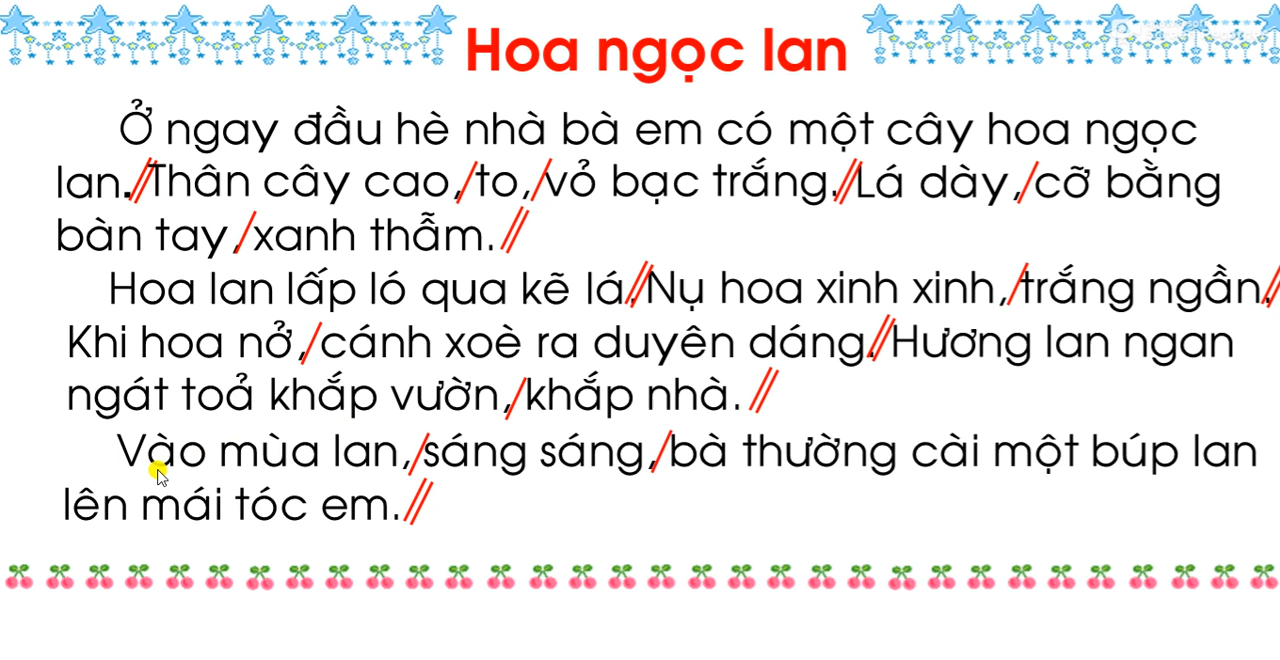 Hoa ngọc lan
Ở ngay đầu hè nhà bà em có một cây hoa ngọc
lan.//Thân cây cao,/to,/vỏ bạc trắng.//Lá dày,/cỡ bằng
bàn tay,/xanh thẫm.//
Hoa lan lấp ló qua kẽ lá.//Nụ hoa xinh xinh,/trắng ngần.//
Khi hoa nở,/cánh xoè ra duyên dáng.//Hương lan ngan
ngát toả khắp vườn,/khắp nhà.//
Vào mùa lan,/sáng sáng,/bà thường cài một búp lan
lên mái tóc em.//